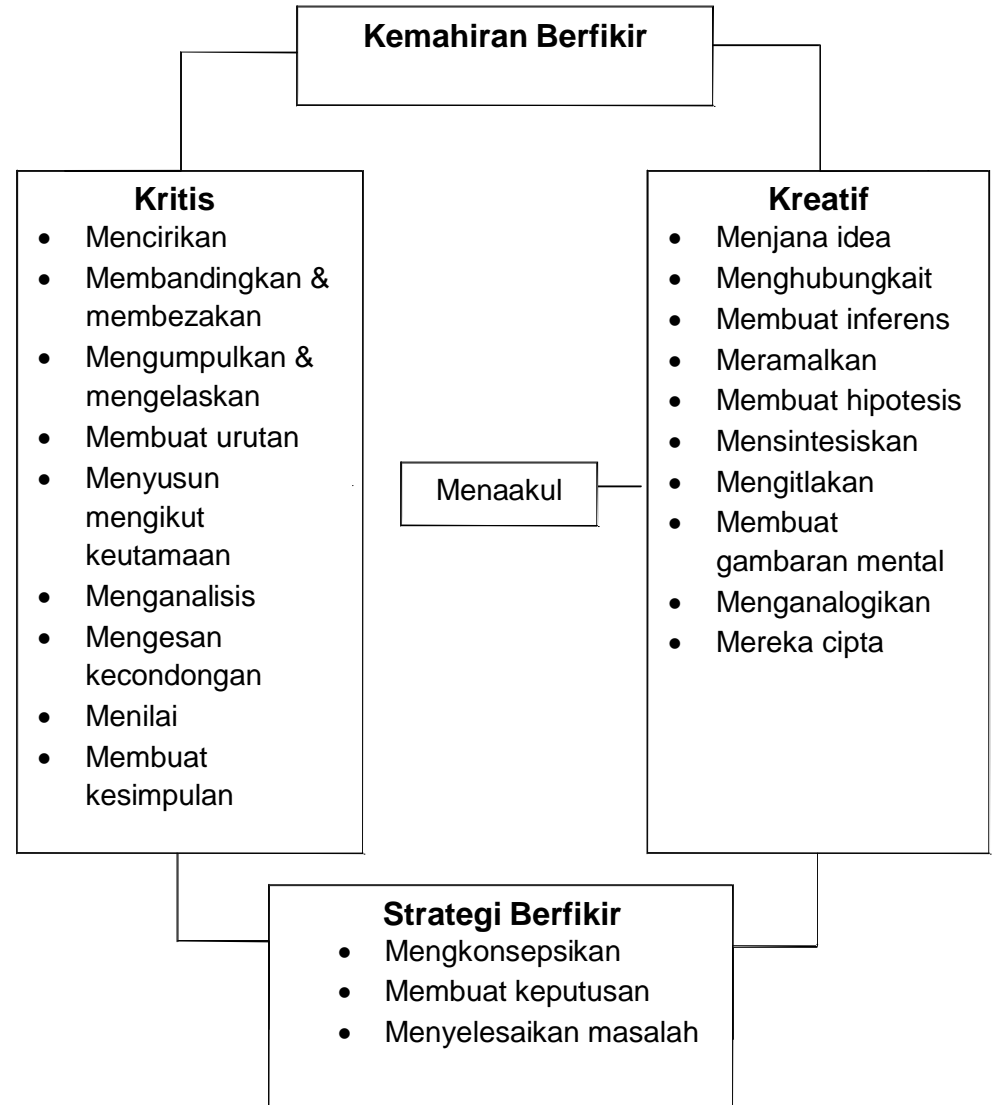 Kemahiran Berfikir
Kritis
• Mencirikan
• Membandingkan &
membezakan
• Mengumpulkan &
mengelaskan
• Membuat urutan
• Menyusun
mengikut
keutamaan
• Menganalisis
• Mengesan
kecondongan
• Menilai
• Membuat
kesimpulan
Menaakul
Kreatif
• Menjana idea
• Menghubungkait
• Membuat inferens
• Meramalkan
• Membuat hipotesis
• Mensintesiskan
• Mengitlakan
• Membuat
gambaran mental
• Menganalogikan
• Mereka cipta
Strategi Berfikir
• Mengkonsepsikan
• Membuat keputusan
• Menyelesaikan masalah